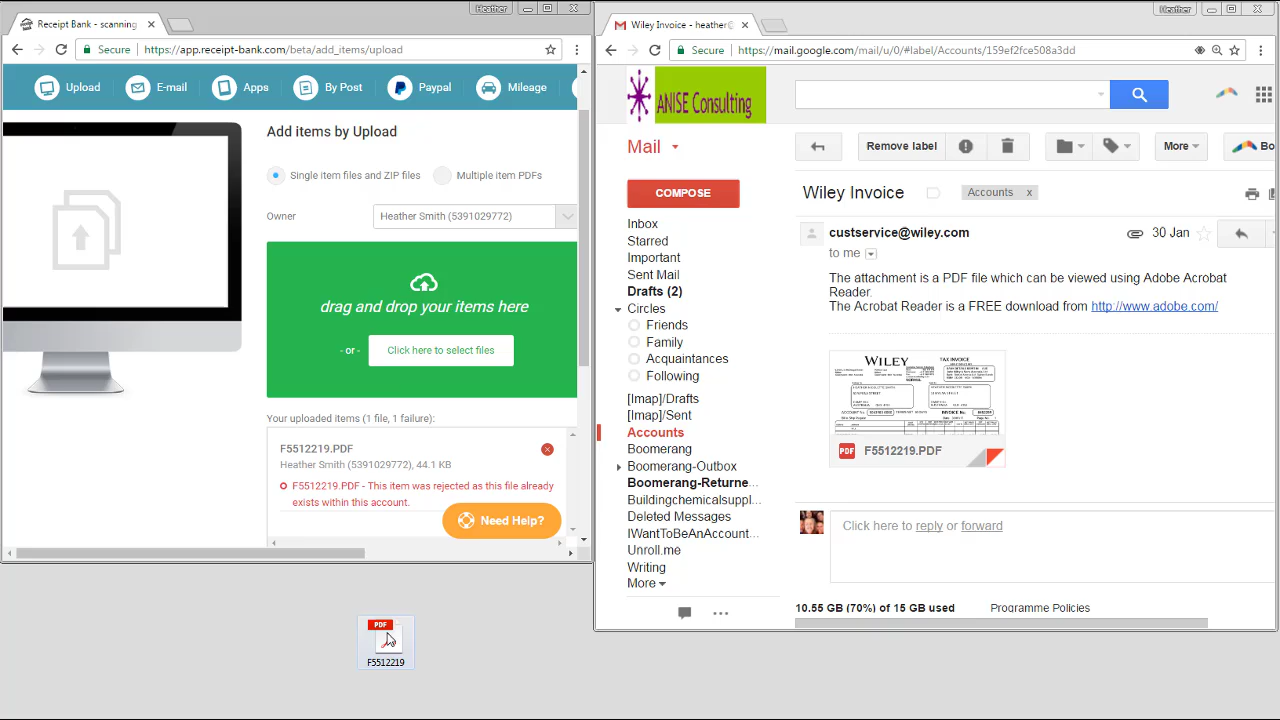 Receipt Bank - scanning
Heather
Secure
https://app.receipt-bank.com/beta/add_items/upload
Upload
E-mail
Apps
By Post
Paypal
Mileage
Add items by Upload
Single item files and ZIP files
Multiple item PDFs
Owner
Heather Smith (5391029772)
drag and drop your items here
- or -
Click here to select files
Your uploaded items (1 file, 1 failure):
F5512219.PDF
Heather Smith (5391029772), 44.1 KB
F5512219.PDF - This item was rejected as this file already
exists within this account.
Need Help?
PDF
F5512219
Wiley Invoice - heather@
Heather
Secure
https://mail.google.com/mail/u/0/#label/Accounts/159ef2fce508a3dd
ANISE Consulting
Mail
Remove label
More
Bo
COMPOSE
Inbox
Starred
Important
Sent Mail
Drafts (2)
Circles
Friends
Family
Acquaintances
Following
[Imap]/Drafts
[Imap]/Sent
Accounts
Boomerang
Boomerang-Outbox
Boomerang-Returne...
Buildingchemicalsuppl...
Deleted Messages
IWantToBeAnAccount...
Unroll.me
Writing
More
Wiley Invoice
Accounts x
custservice@wiley.com
30 Jan
to me
The attachment is a PDF file which can be viewed using Adobe Acrobat
Reader.
The Acrobat Reader is a FREE download from http://www.adobe.com/
WILEY
TAX INVOICE
PDF
F5512219.PDF
Click here to reply or forward
10.55 GB (70%) of 15 GB used
Programme Policies